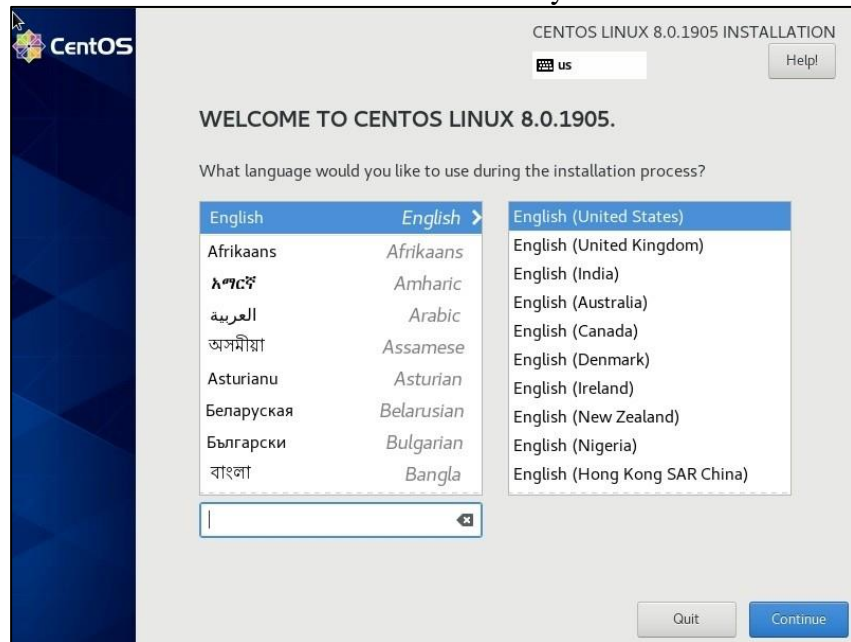 CentOS
CENTOS LINUX 8.0.1905 INSTALLATION
us
Help!
WELCOME TO CENTOS LINUX 8.0.1905.
What language would you like to use during the installation process?
English English
Afrikaans Afrikaans
አማርኛ Amharic
العربية Arabic
অসমীয়া Assamese
Asturianu Asturian
Беларуская Belarusian
Български Bulgarian
বাংলা Bangla
English (United States)
English (United Kingdom)
English (India)
English (Australia)
English (Canada)
English (Denmark)
English (Ireland)
English (New Zealand)
English (Nigeria)
English (Hong Kong SAR China)
Quit
Continue